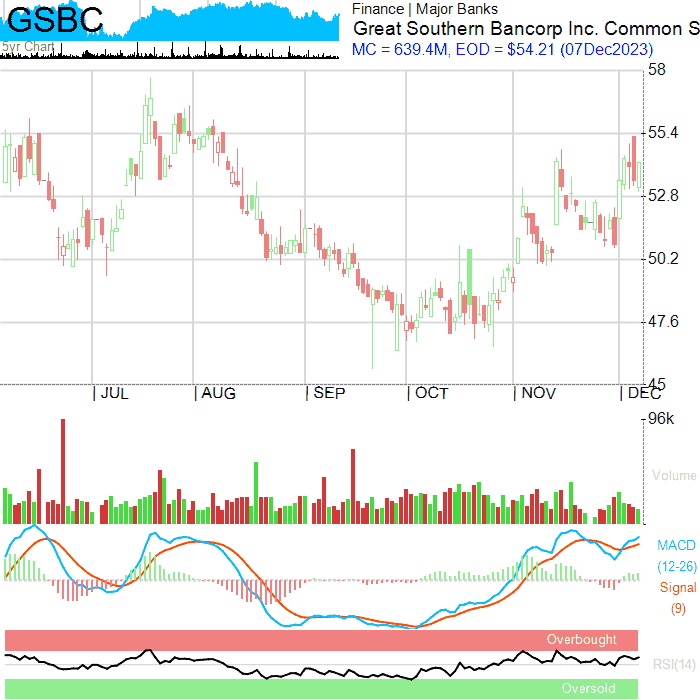 GSBC
5yr Chart
Finance | Major Banks
Great Southern Bancorp Inc. Common S
MC = 639.4M, EOD = $54.21 (07Dec2023)
58
55.4
52.8
50.2
47.6
45
JUL AUG SEP OCT NOV DEC
96k
Volume
MACD
(12-26)
Signal
(9)
Overbought
RSI(14)
Oversold